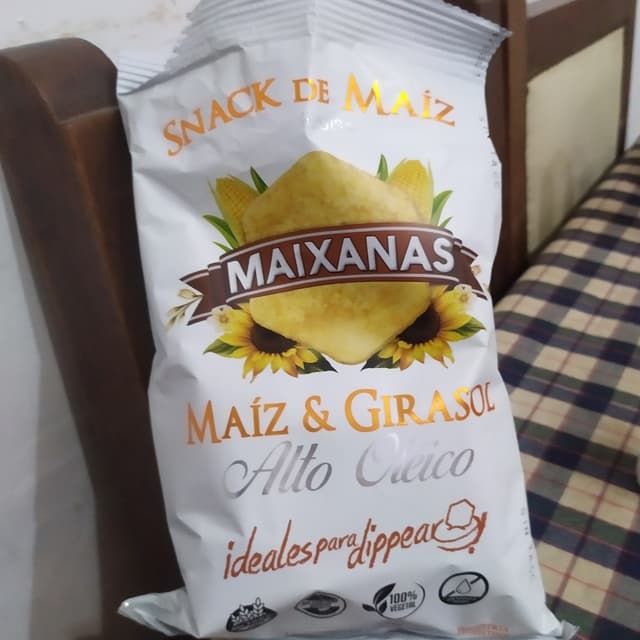 SNACK DE MAÍZ
MAIXANAS
MAÍZ & GIRASOL
Alto Oleico
ideales para dippear
100%
VEGETAL